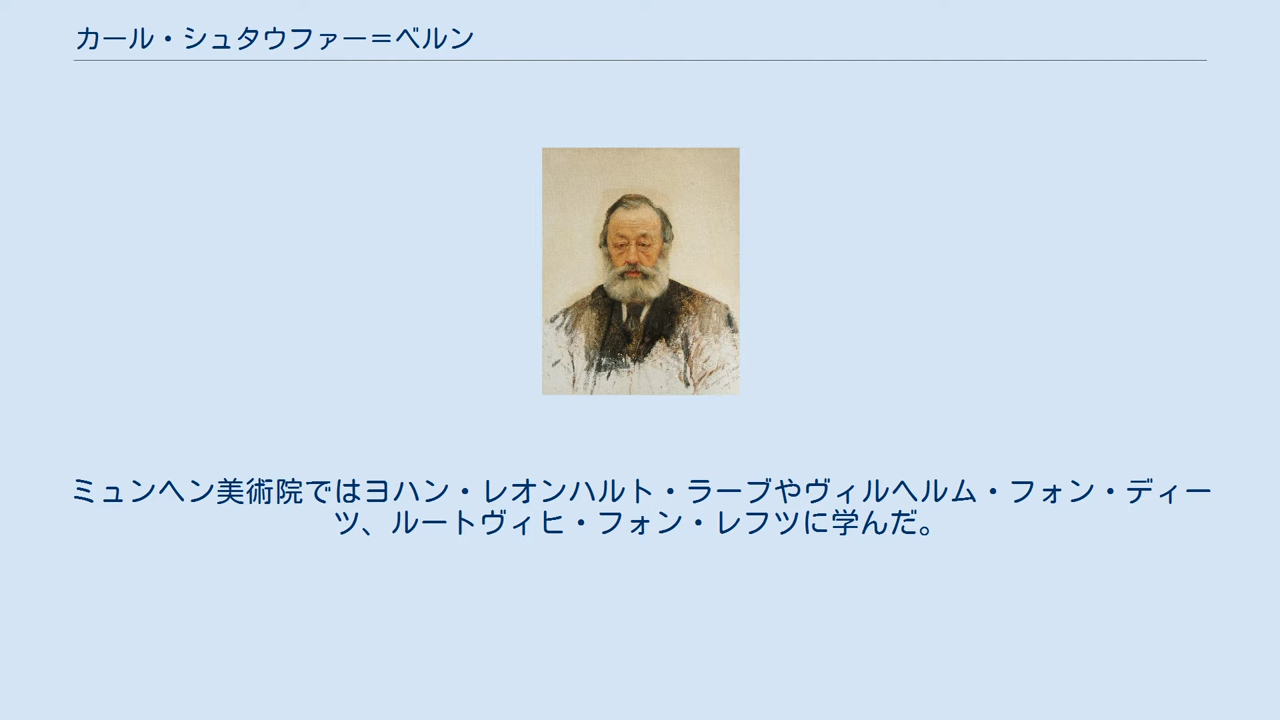 カール・シュタウファー＝ベルン
ミュンヘン美術院ではヨハン・レオンハルト・ラーブやヴィルヘルム・フォン・ディー
ツ、ルートヴィヒ・フォン・レフツに学んだ。